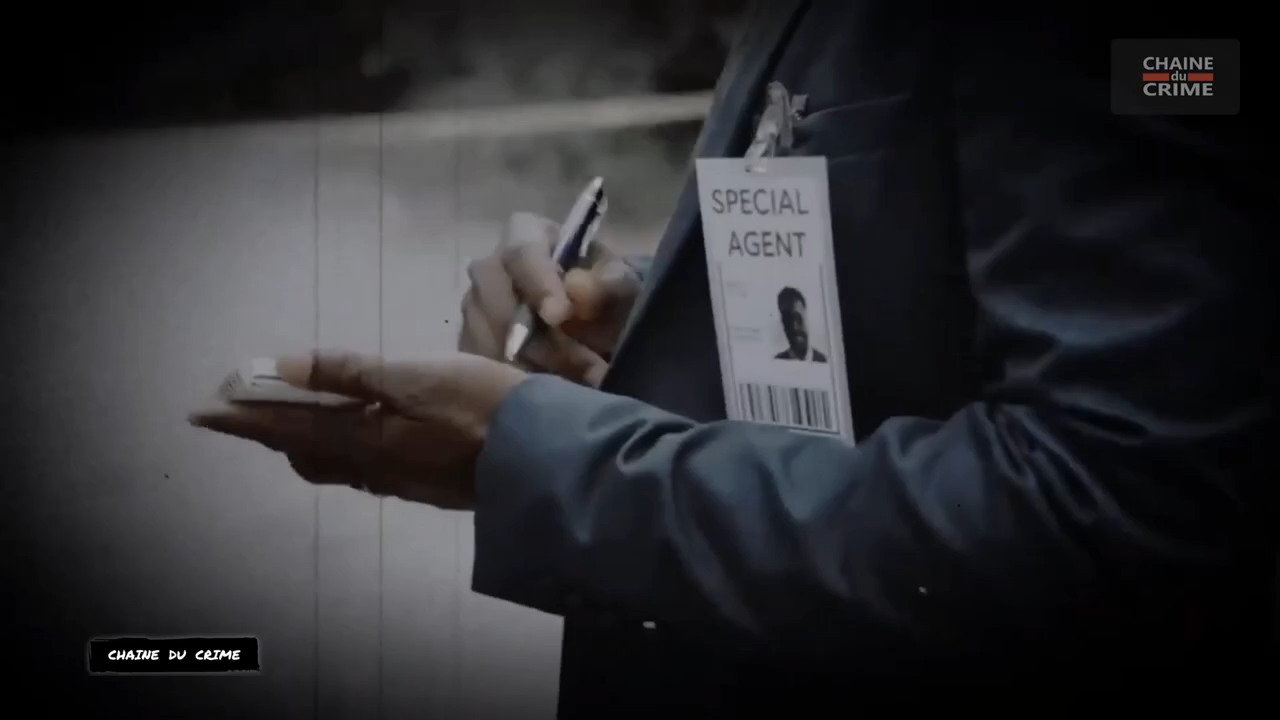 CHAINE
du
CRIME
SPECIAL
AGENT
CHAINE DU CRIME